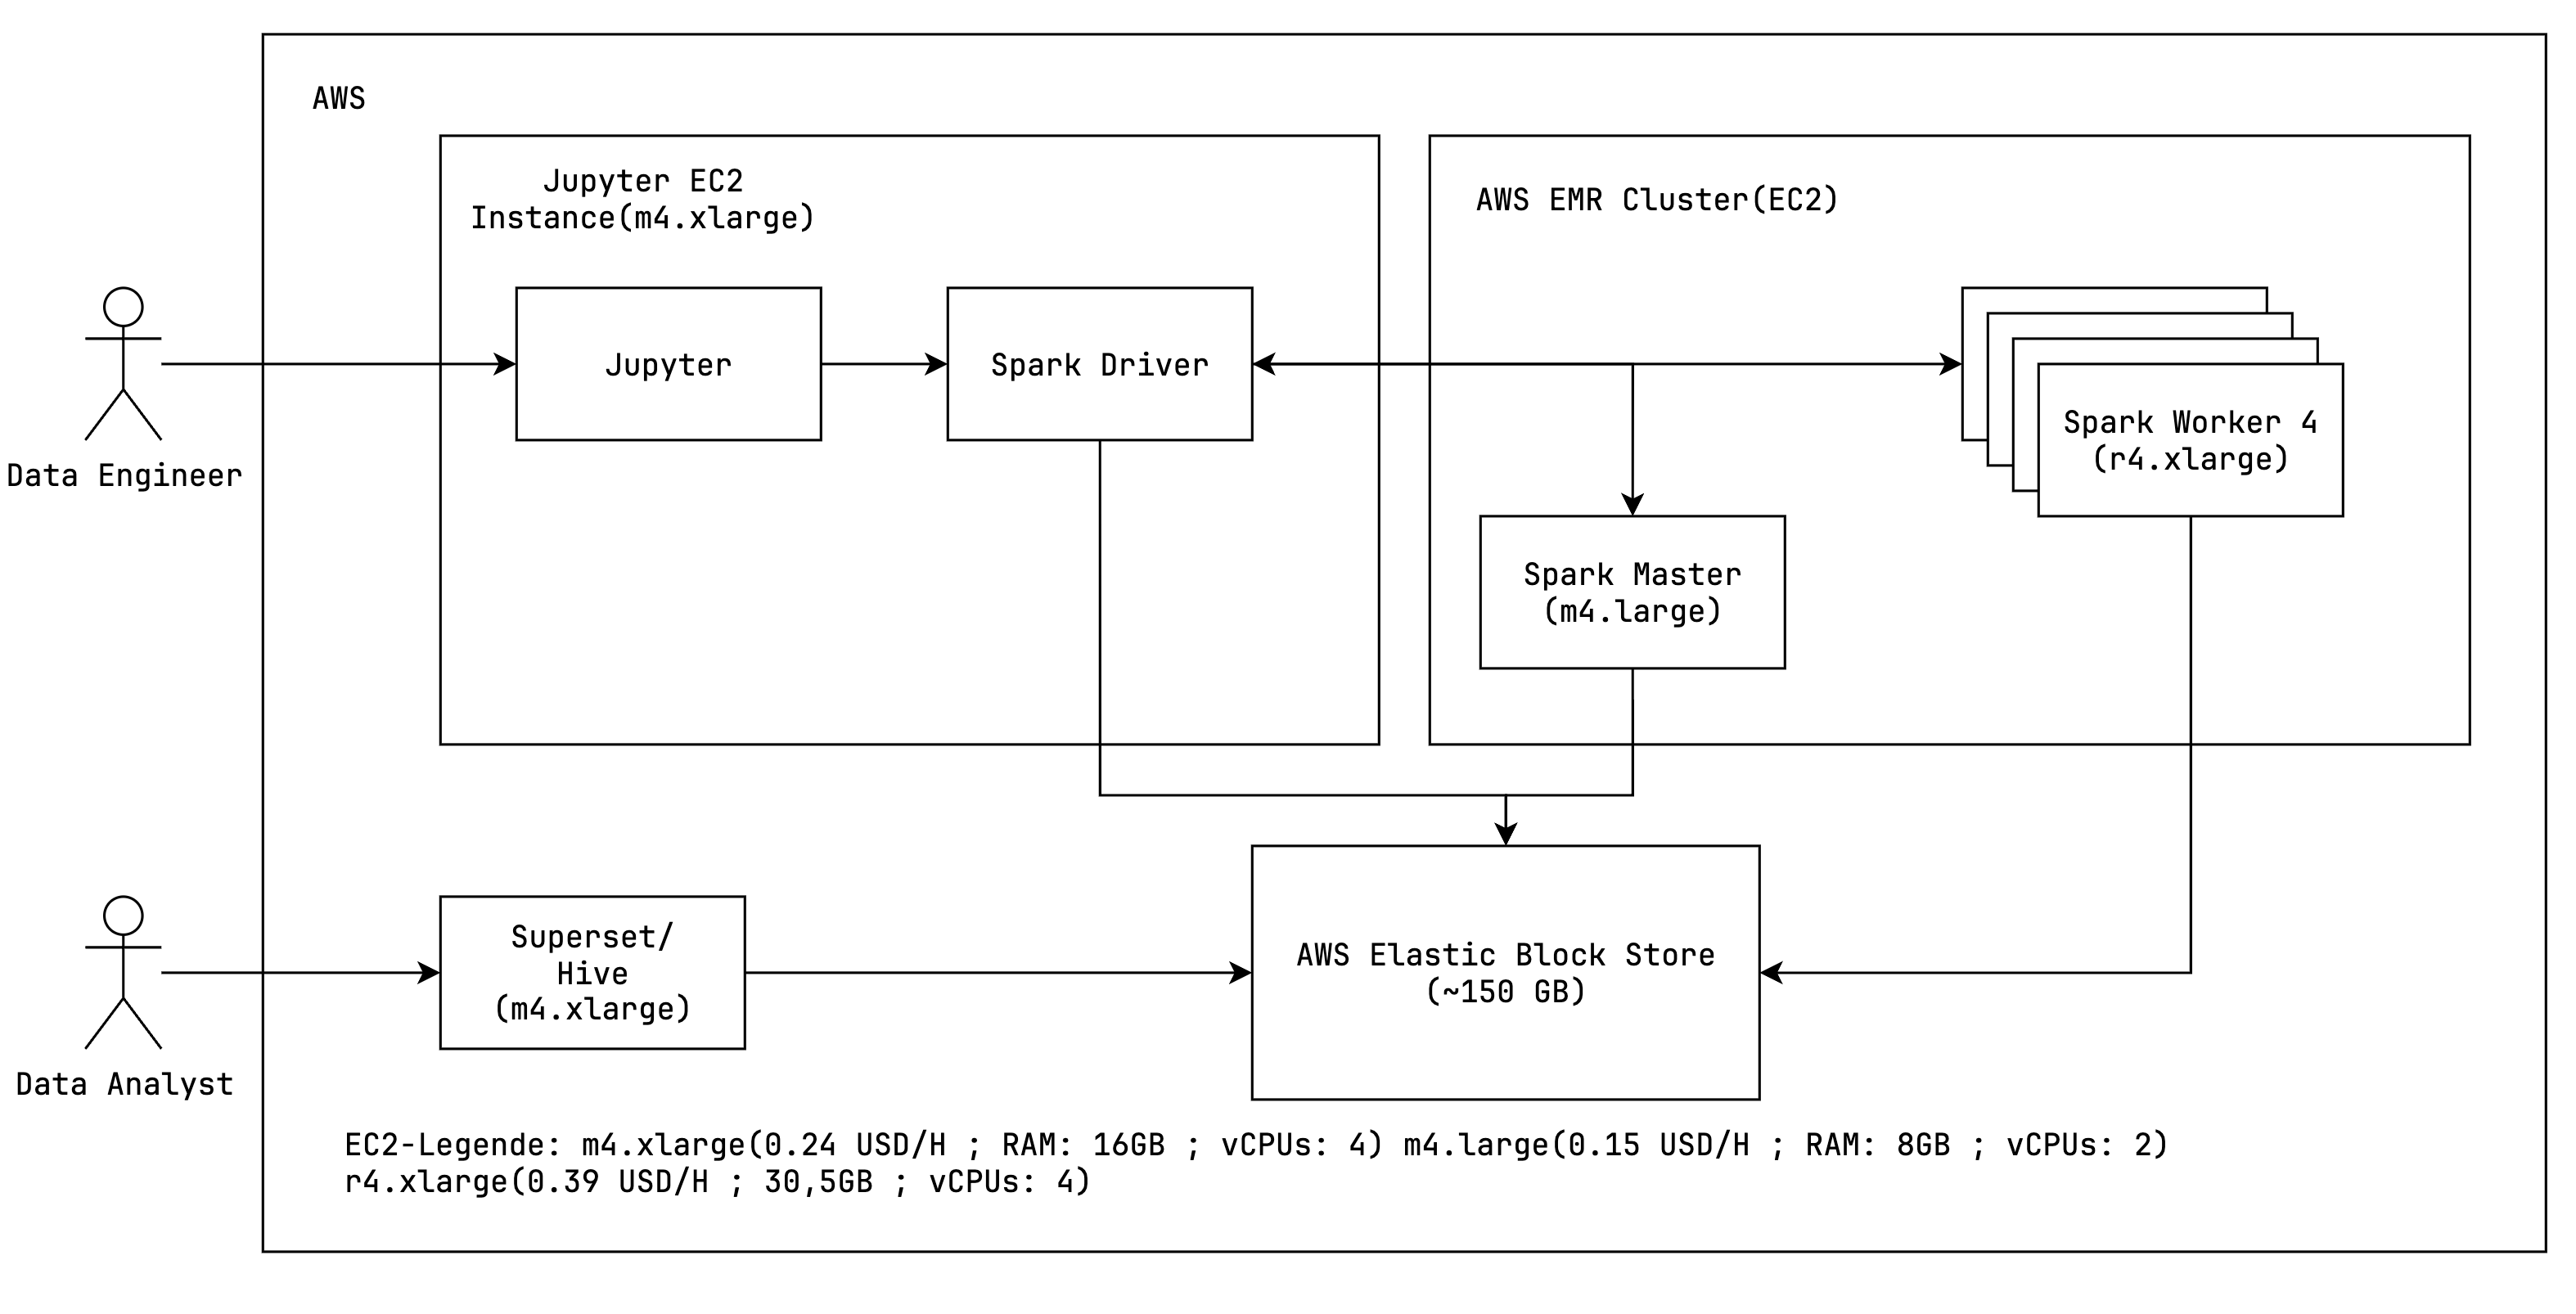 AWS
Jupyter EC2
Instance(m4.xlarge)
AWS EMR Cluster(EC2)
Jupyter
Spark Driver
Spark Worker 4
(r4.xlarge)
Data Engineer
Spark Master
(m4.large)
Superset/
Hive
(m4.xlarge)
AWS Elastic Block Store
(~150 GB)
Data Analyst
EC2-Legende: m4.xlarge(0.24 USD/H ; RAM: 16GB ; vCPUs: 4) m4.large(0.15 USD/H ; RAM: 8GB ; vCPUs: 2)
r4.xlarge(0.39 USD/H ; 30,5GB ; vCPUs: 4)